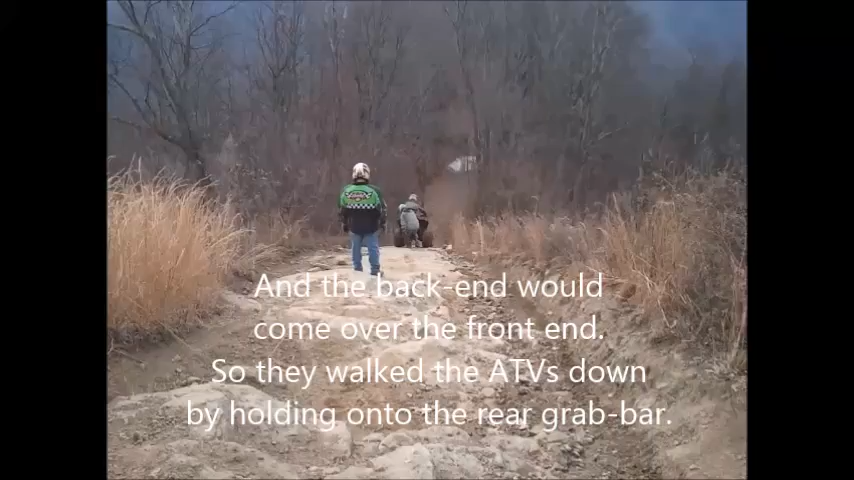 And the back-end would
come over the front end.
So they walked the ATVs down
by holding onto the rear grab-bar.